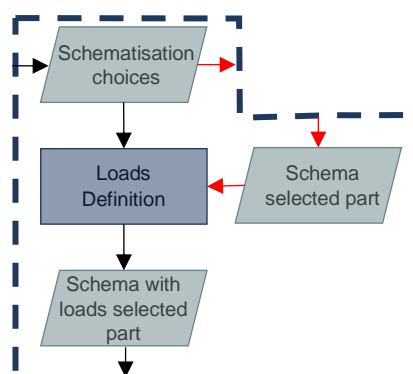 Schematisation
choices
Loads
Definition
Schema
selected part
Schema with
loads selected
part